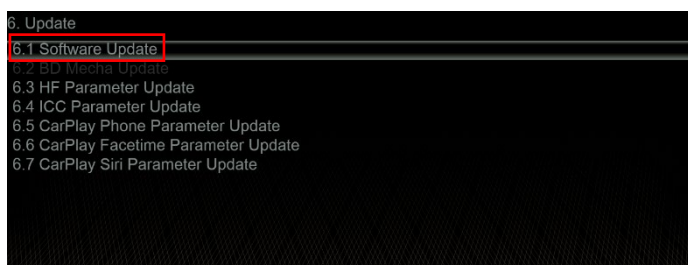 6. Update
6.1 Software Update
6.2 BD Mecha Update
6.3 HF Parameter Update
6.4 ICC Parameter Update
6.5 CarPlay Phone Parameter Update
6.6 CarPlay Facetime Parameter Update
6.7 CarPlay Siri Parameter Update